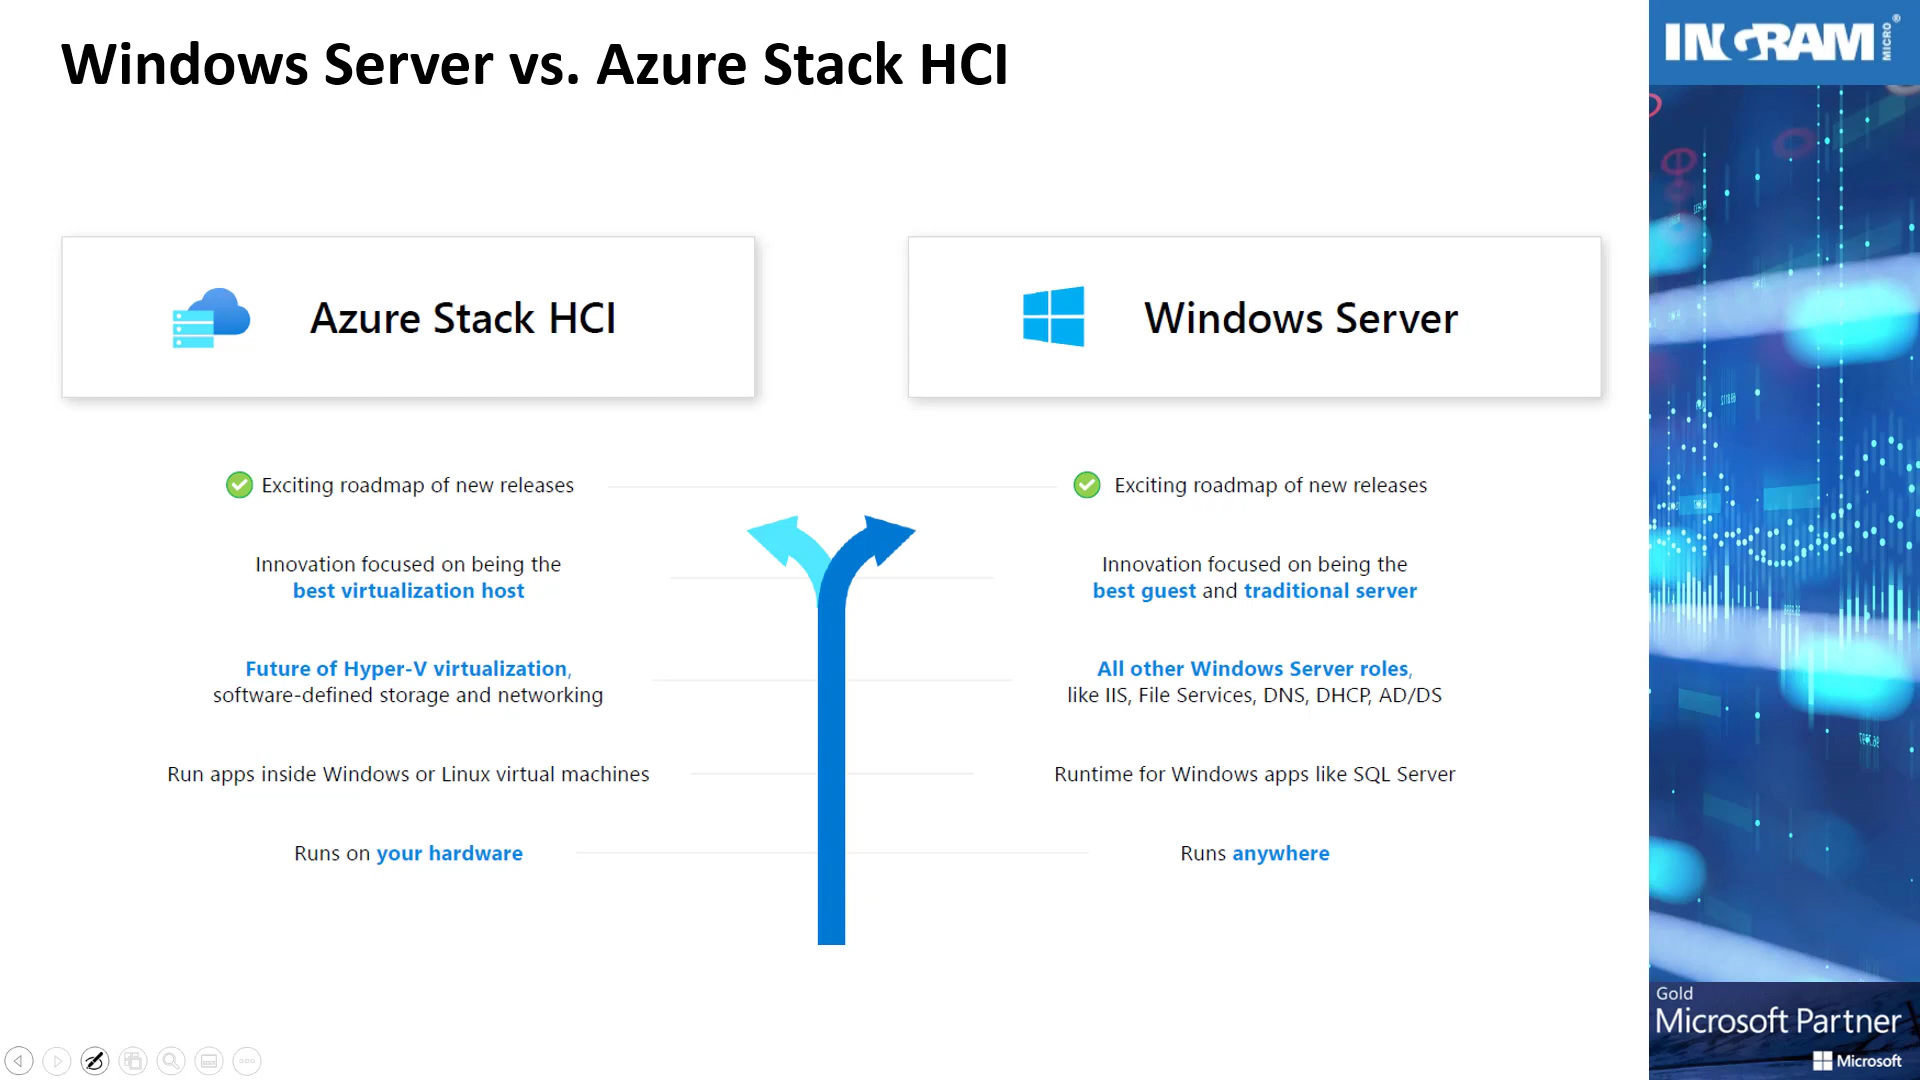 Windows Server vs. Azure Stack HCI
INGRAM MICRO®
Azure Stack HCI
Windows Server
Exciting roadmap of new releases
Exciting roadmap of new releases
Innovation focused on being the
best virtualization host
Innovation focused on being the
best guest and traditional server
Future of Hyper-V virtualization,
software-defined storage and networking
All other Windows Server roles,
like IIS, File Services, DNS, DHCP, AD/DS
Run apps inside Windows or Linux virtual machines
Runtime for Windows apps like SQL Server
Runs on your hardware
Runs anywhere
Gold
Microsoft Partner
Microsoft